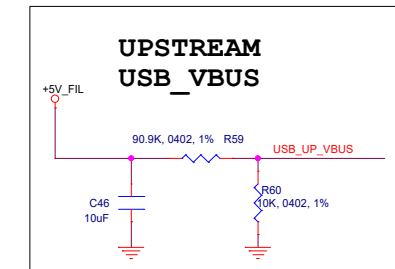 UPSTREAM
USB_VBUS
+5V_FIL
90.9K, 0402, 1% R59
USB_UP_VBUS
R60
10K, 0402, 1%
C46
10uF